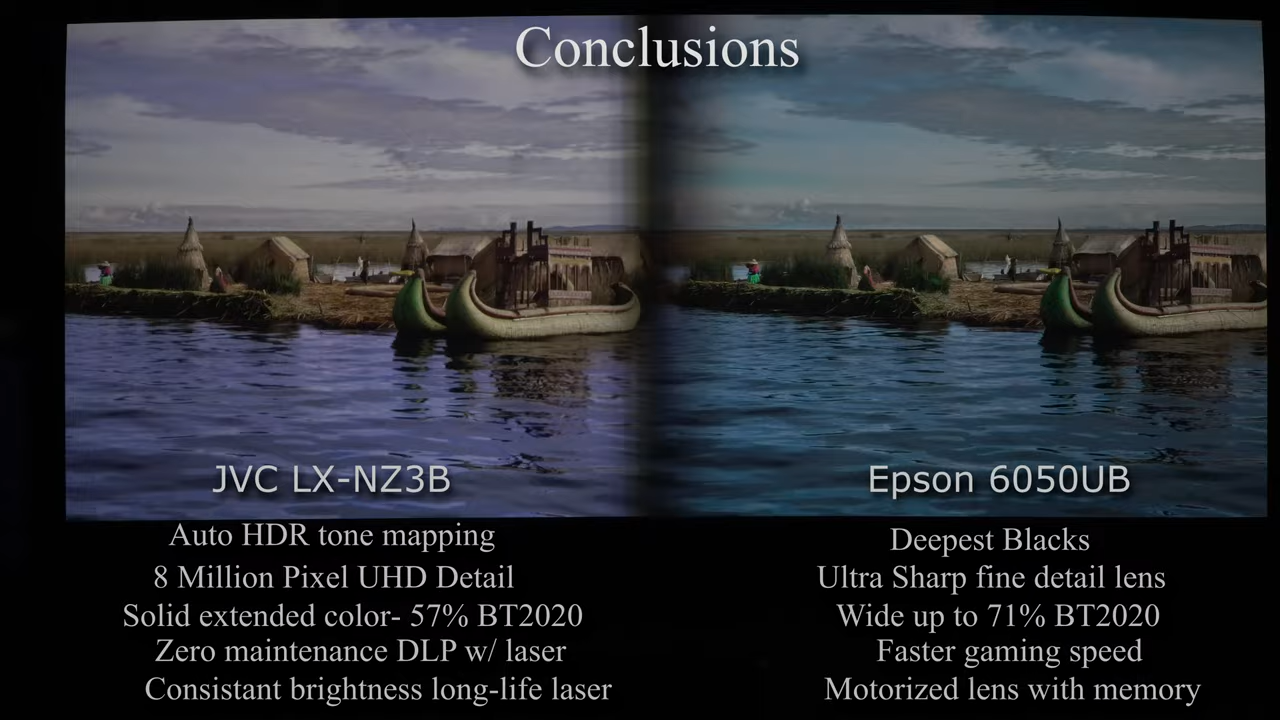 Conclusions
JVC LX-NZ3B
Epson 6050UB
Auto HDR tone mapping
8 Million Pixel UHD Detail
Solid extended color- 57% BT2020
Zero maintenance DLP w/ laser
Consistant brightness long-life laser
Deepest Blacks
Ultra Sharp fine detail lens
Wide up to 71% BT2020
Faster gaming speed
Motorized lens with memory